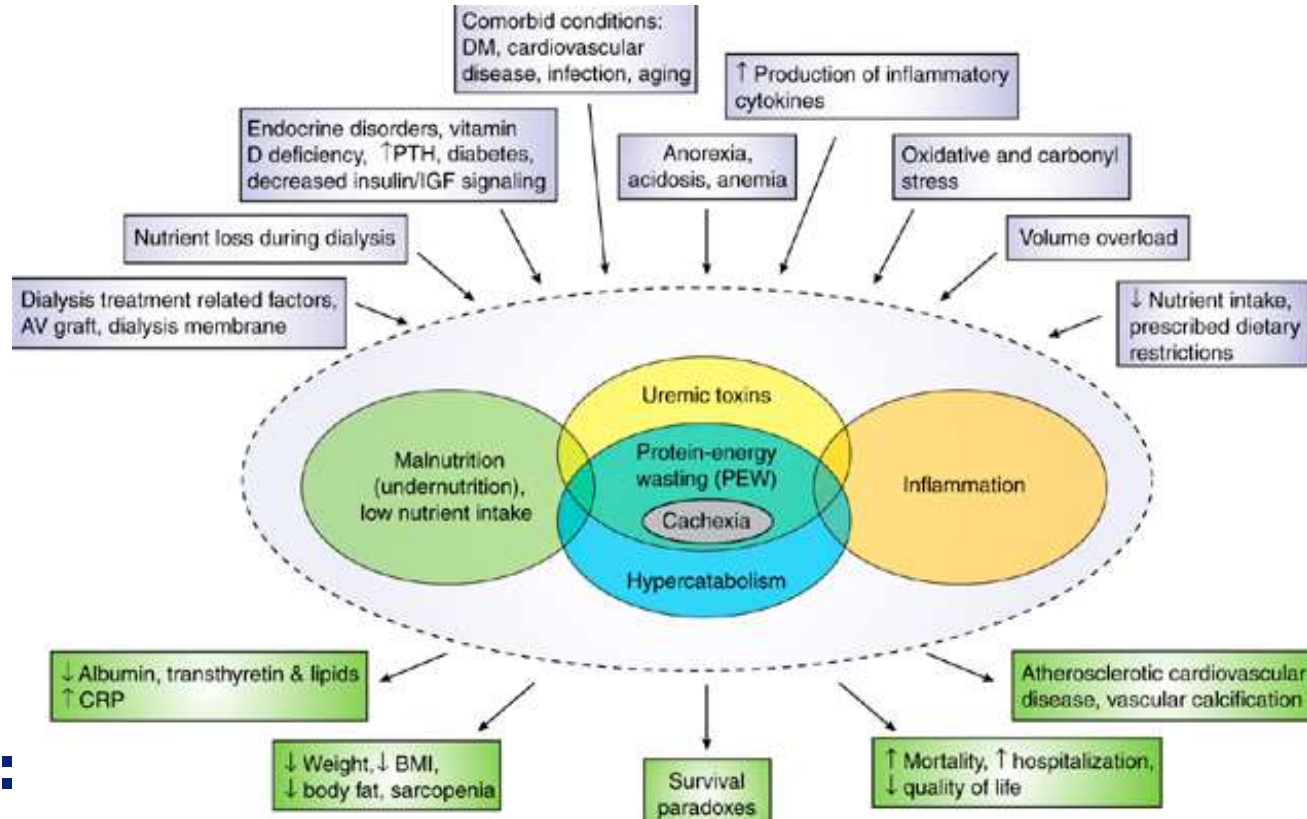 Comorbid conditions:
DM, cardiovascular
disease, infection, aging
↑ Production of inflammatory
cytokines
Endocrine disorders, vitamin
D deficiency, ↑PTH, diabetes,
decreased insulin/IGF signaling
Anorexia,
acidosis, anemia
Oxidative and carbonyl
stress
Nutrient loss during dialysis
Volume overload
Dialysis treatment related factors,
AV graft, dialysis membrane
↓ Nutrient intake,
prescribed dietary
restrictions
Uremic toxins
Malnutrition
(undernutrition),
low nutrient intake
Protein-energy
wasting (PEW)
Cachexia
Inflammation
Hypercatabolism
↓ Albumin, transthyretin & lipids
↑ CRP
Atherosclerotic cardiovascular
disease, vascular calcification
:
↓ Weight, ↓ BMI,
↓ body fat, sarcopenia
Survival
paradoxes
↑ Mortality, ↑ hospitalization,
↓ quality of life